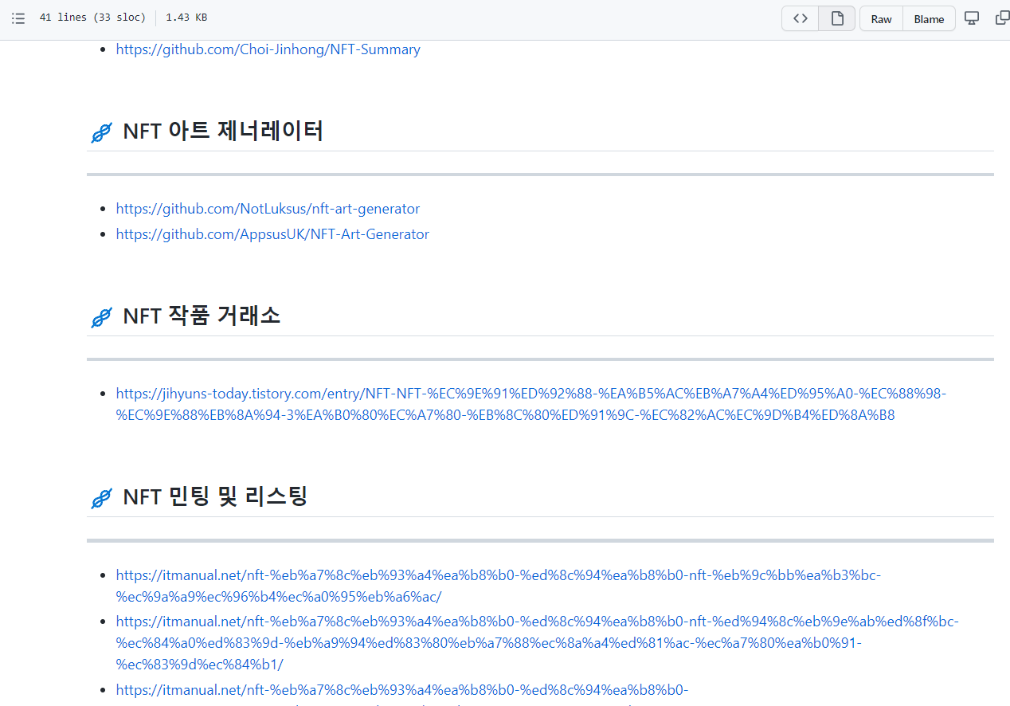 41 lines (33 sloc) 1.43 KB Raw Blame
https://github.com/Choi-Jinhong/NFT-Summary
NFT 아트 제너레이터
https://github.com/NotLuksus/nft-art-generator
https://github.com/AppsusUK/NFT-Art-Generator
NFT 작품 거래소
https://jihyuns-today.tistory.com/entry/NFT-NFT-%EC%9E%91%ED%92%88-%EA%B5%AC%EB%A7%A4%ED%95%A0-%EC%88%98-
%EC%9E%88%EB%8A%94-3%EA%B0%80%EC%A7%80-%EB%8C%80%ED%91%9C-%EC%82%AC%EC%9D%B4%ED%8A%B8
NFT 민팅 및 리스팅
https://itmanual.net/nft-%eb%a7%8c%eb%93%a4%ea%b8%b0-%ed%8c%94%ea%b8%b0-nft-%eb%9c%bb%ea%b3%bc-
%ec%9a%a9%ec%96%b4%ec%a0%95%eb%a6%ac/
https://itmanual.net/nft-%eb%a7%8c%eb%93%a4%ea%b8%b0-%ed%8c%94%ea%b8%b0-nft-%ed%94%8c%eb%9e%ab%ed%8f%bc-
%ec%84%a0%ed%83%9d-%eb%a9%94%ed%83%80%eb%a7%88%ec%8a%a4%ed%81%ac-%ec%a7%80%ea%b0%91-
%ec%83%9d%ec%84%b1/
https://itmanual.net/nft-%eb%a7%8c%eb%93%a4%ea%b8%b0-%ed%8c%94%ea%b8%b0-